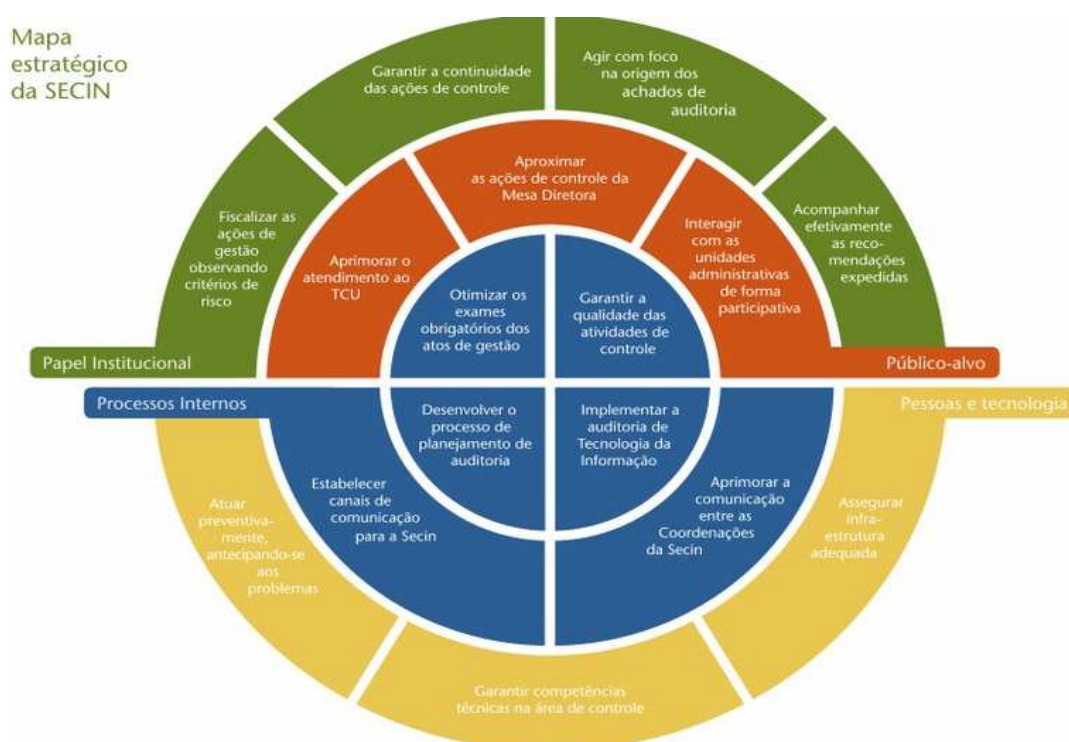 Mapa
estratégico
da SECIN
Garantir a continuidade
das ações de controle
Agir com foco
na origem dos
achados de
auditoria
Fiscalizar as
ações de
gestão
observando
critérios de
risco
Acompanhar
efetivamente
as reco-
mendações
expedidas
Aprimorar o
atendimento ao
TCU
Aproximar
as ações de controle da
Mesa Diretora
Interagir
com as
unidades
administrativas
de forma
participativa
Otimizar os
exames
obrigatórios dos
atos de gestão
Garantir a
qualidade das
atividades de
controle
Papel Institucional
Público-alvo
Processos Internos
Pessoas e tecnologia
Desenvolver o
processo de
planejamento de
auditoria
Implementar a
auditoria de
Tecnologia da
Informação
Estabelecer
canais de
comunicação
para a Secin
Aprimorar a
comunicação
entre as
Coordenações
da Secin
Atuar
preventiva-
mente,
antecipando-se
aos
problemas
Assegurar
infra-
estrutura
adequada
Garantir competências
técnicas na área de controle